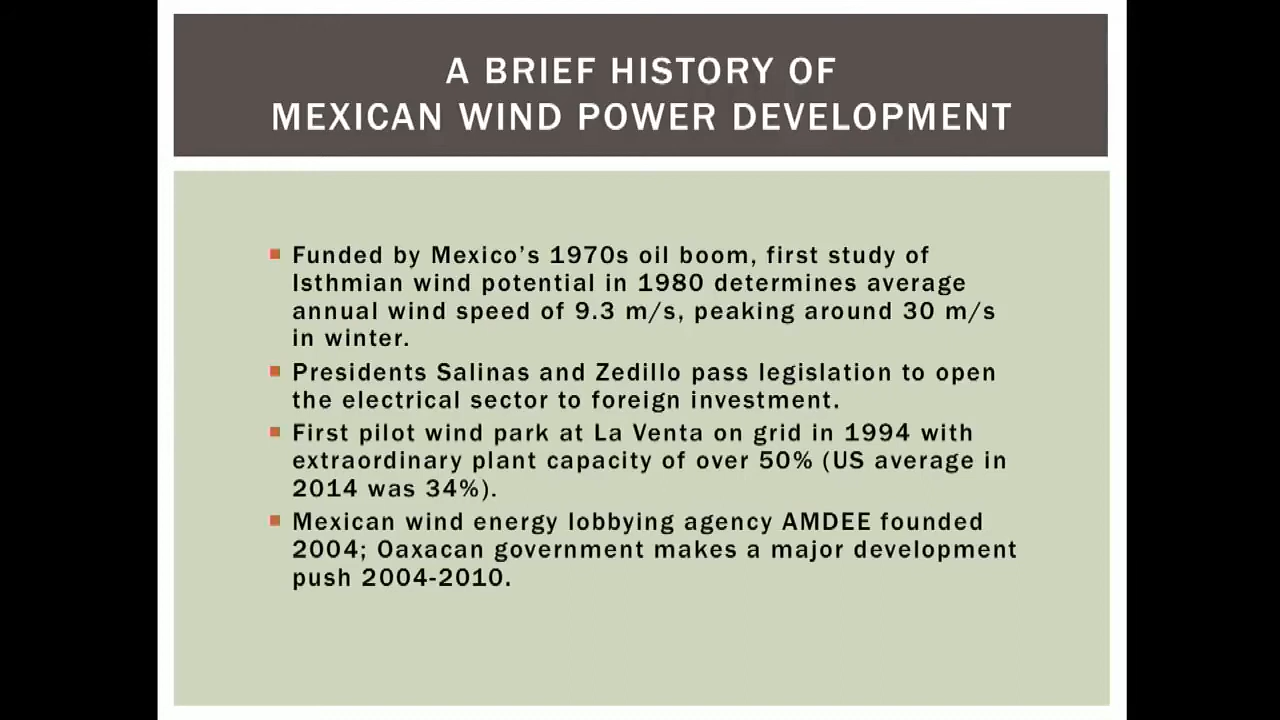 A BRIEF HISTORY OF
MEXICAN WIND POWER DEVELOPMENT
Funded by Mexico’s 1970s oil boom, first study of
Isthmian wind potential in 1980 determines average
annual wind speed of 9.3 m/s, peaking around 30 m/s
in winter.
Presidents Salinas and Zedillo pass legislation to open
the electrical sector to foreign investment.
First pilot wind park at La Venta on grid in 1994 with
extraordinary plant capacity of over 50% (US average in
2014 was 34%).
Mexican wind energy lobbying agency AMDEE founded
2004; Oaxacan government makes a major development
push 2004-2010.